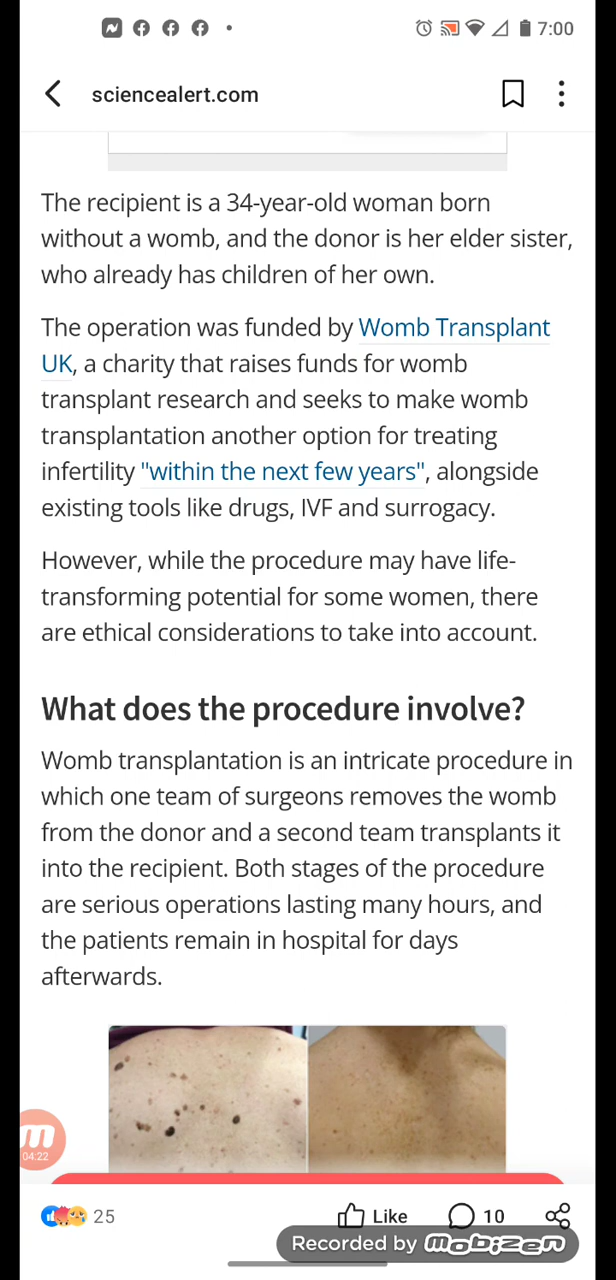 7:00
sciencealert.com
The recipient is a 34-year-old woman born
without a womb, and the donor is her elder sister,
who already has children of her own.
The operation was funded by Womb Transplant
UK, a charity that raises funds for womb
transplant research and seeks to make womb
transplantation another option for treating
infertility "within the next few years", alongside
existing tools like drugs, IVF and surrogacy.
However, while the procedure may have life-
transforming potential for some women, there
are ethical considerations to take into account.
What does the procedure involve?
Womb transplantation is an intricate procedure in
which one team of surgeons removes the womb
from the donor and a second team transplants it
into the recipient. Both stages of the procedure
are serious operations lasting many hours, and
the patients remain in hospital for days
afterwards.
04:22
25 Like 10
Recorded by mobizen